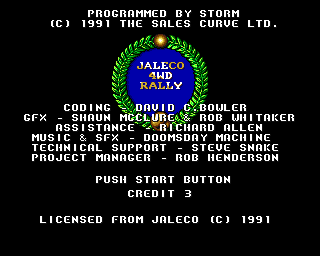 PROGRAMMED BY STORM
(C) 1991 THE SALES CURVE LTD.
JALECO
4WD
RALLY
CODING - DAVID C.BOWLER
GFX - SHAUN MCCLURE & ROB WHITAKER
ASSISTANCE - RICHARD ALLEN
MUSIC & SFX - DOOMSDAY MACHINE
TECHNICAL SUPPORT - STEVE SNAKE
PROJECT MANAGER - ROB HENDERSON
PUSH START BUTTON
CREDIT 3
LICENSED FROM JALECO (C) 1991